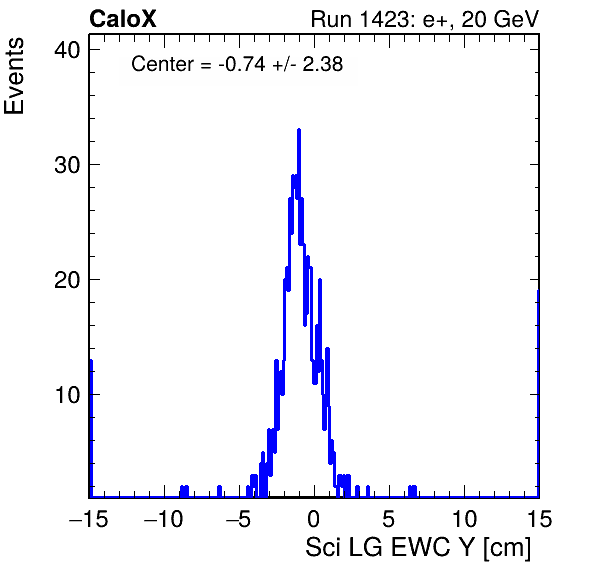 CaloX Run 1423: e+, 20 GeV
Center = -0.74 +/- 2.38
Events
40
30
20
10
−15 −10 −5 0 5 10 15
Sci LG EWC Y [cm]